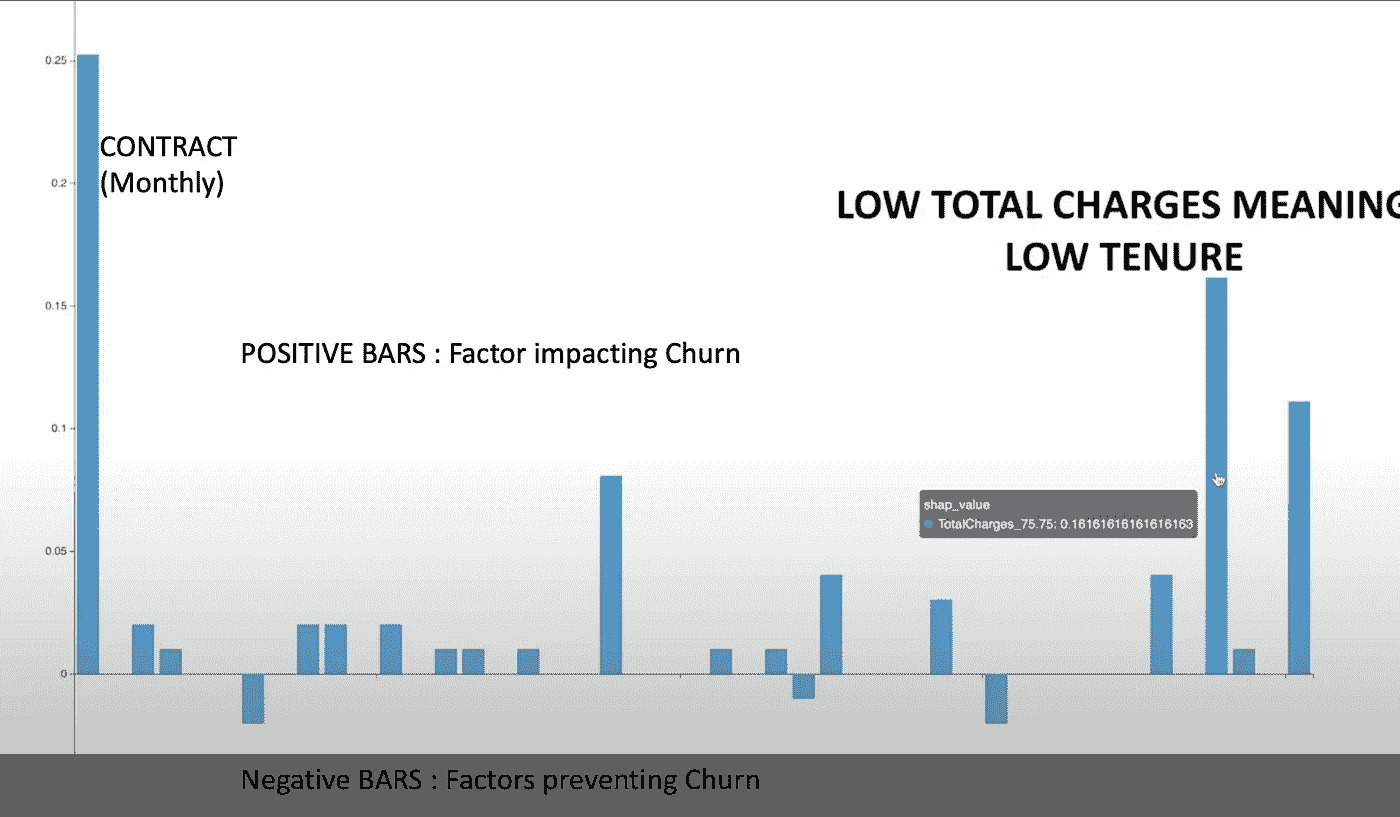 0.25
CONTRACT
(Monthly)
0.2
LOW TOTAL CHARGES MEANING
LOW TENURE
0.15
POSITIVE BARS : Factor impacting Churn
0.1
shap_value
TotalCharges_75.75: 0.16161616161616163
0.05
0
Negative BARS : Factors preventing Churn